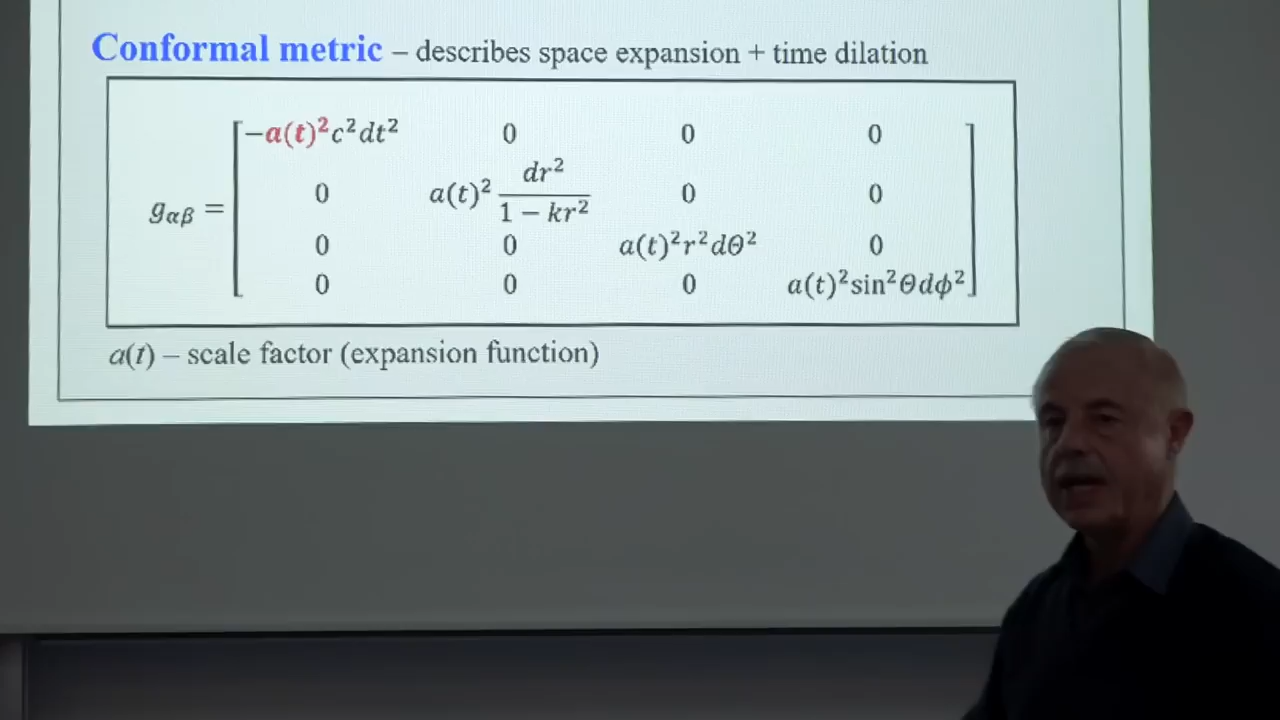 Conformal metric – describes space expansion + time dilation
−a(t)²c²dt² 0 0 0
0 a(t)² dr²/(1 − kr²) 0 0
gαβ =
0 0 a(t)²r²dΘ² 0
0 0 0 a(t)²sin²Θdϕ²
a(t) – scale factor (expansion function)